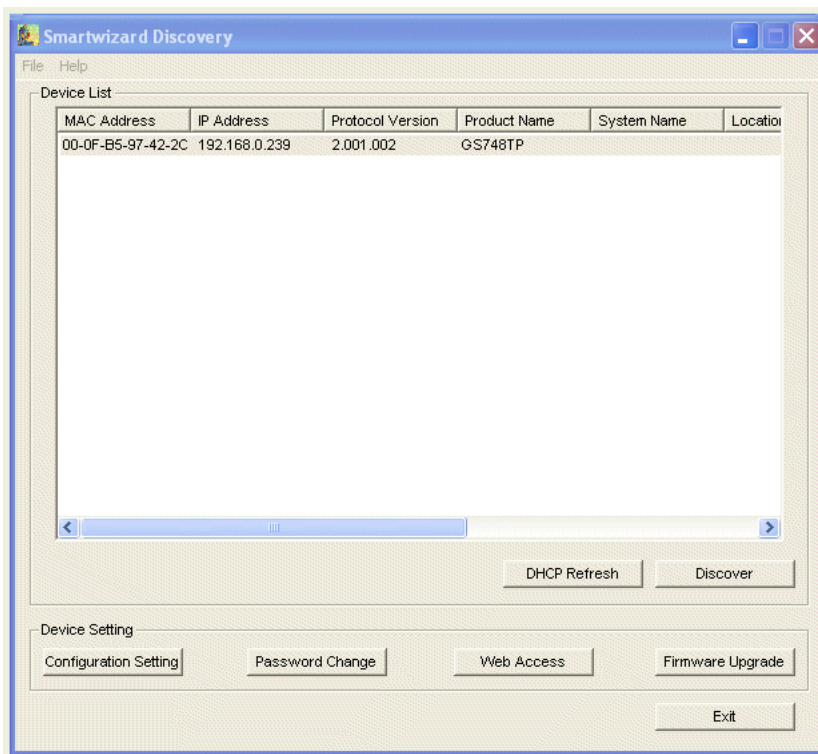 Smartwizard Discovery
File Help
Device List
MAC Address IP Address Protocol Version Product Name System Name Location
00-0F-B5-97-42-2C 192.168.0.239 2.001.002 GS748TP
DHCP Refresh Discover
Device Setting
Configuration Setting Password Change Web Access Firmware Upgrade
Exit